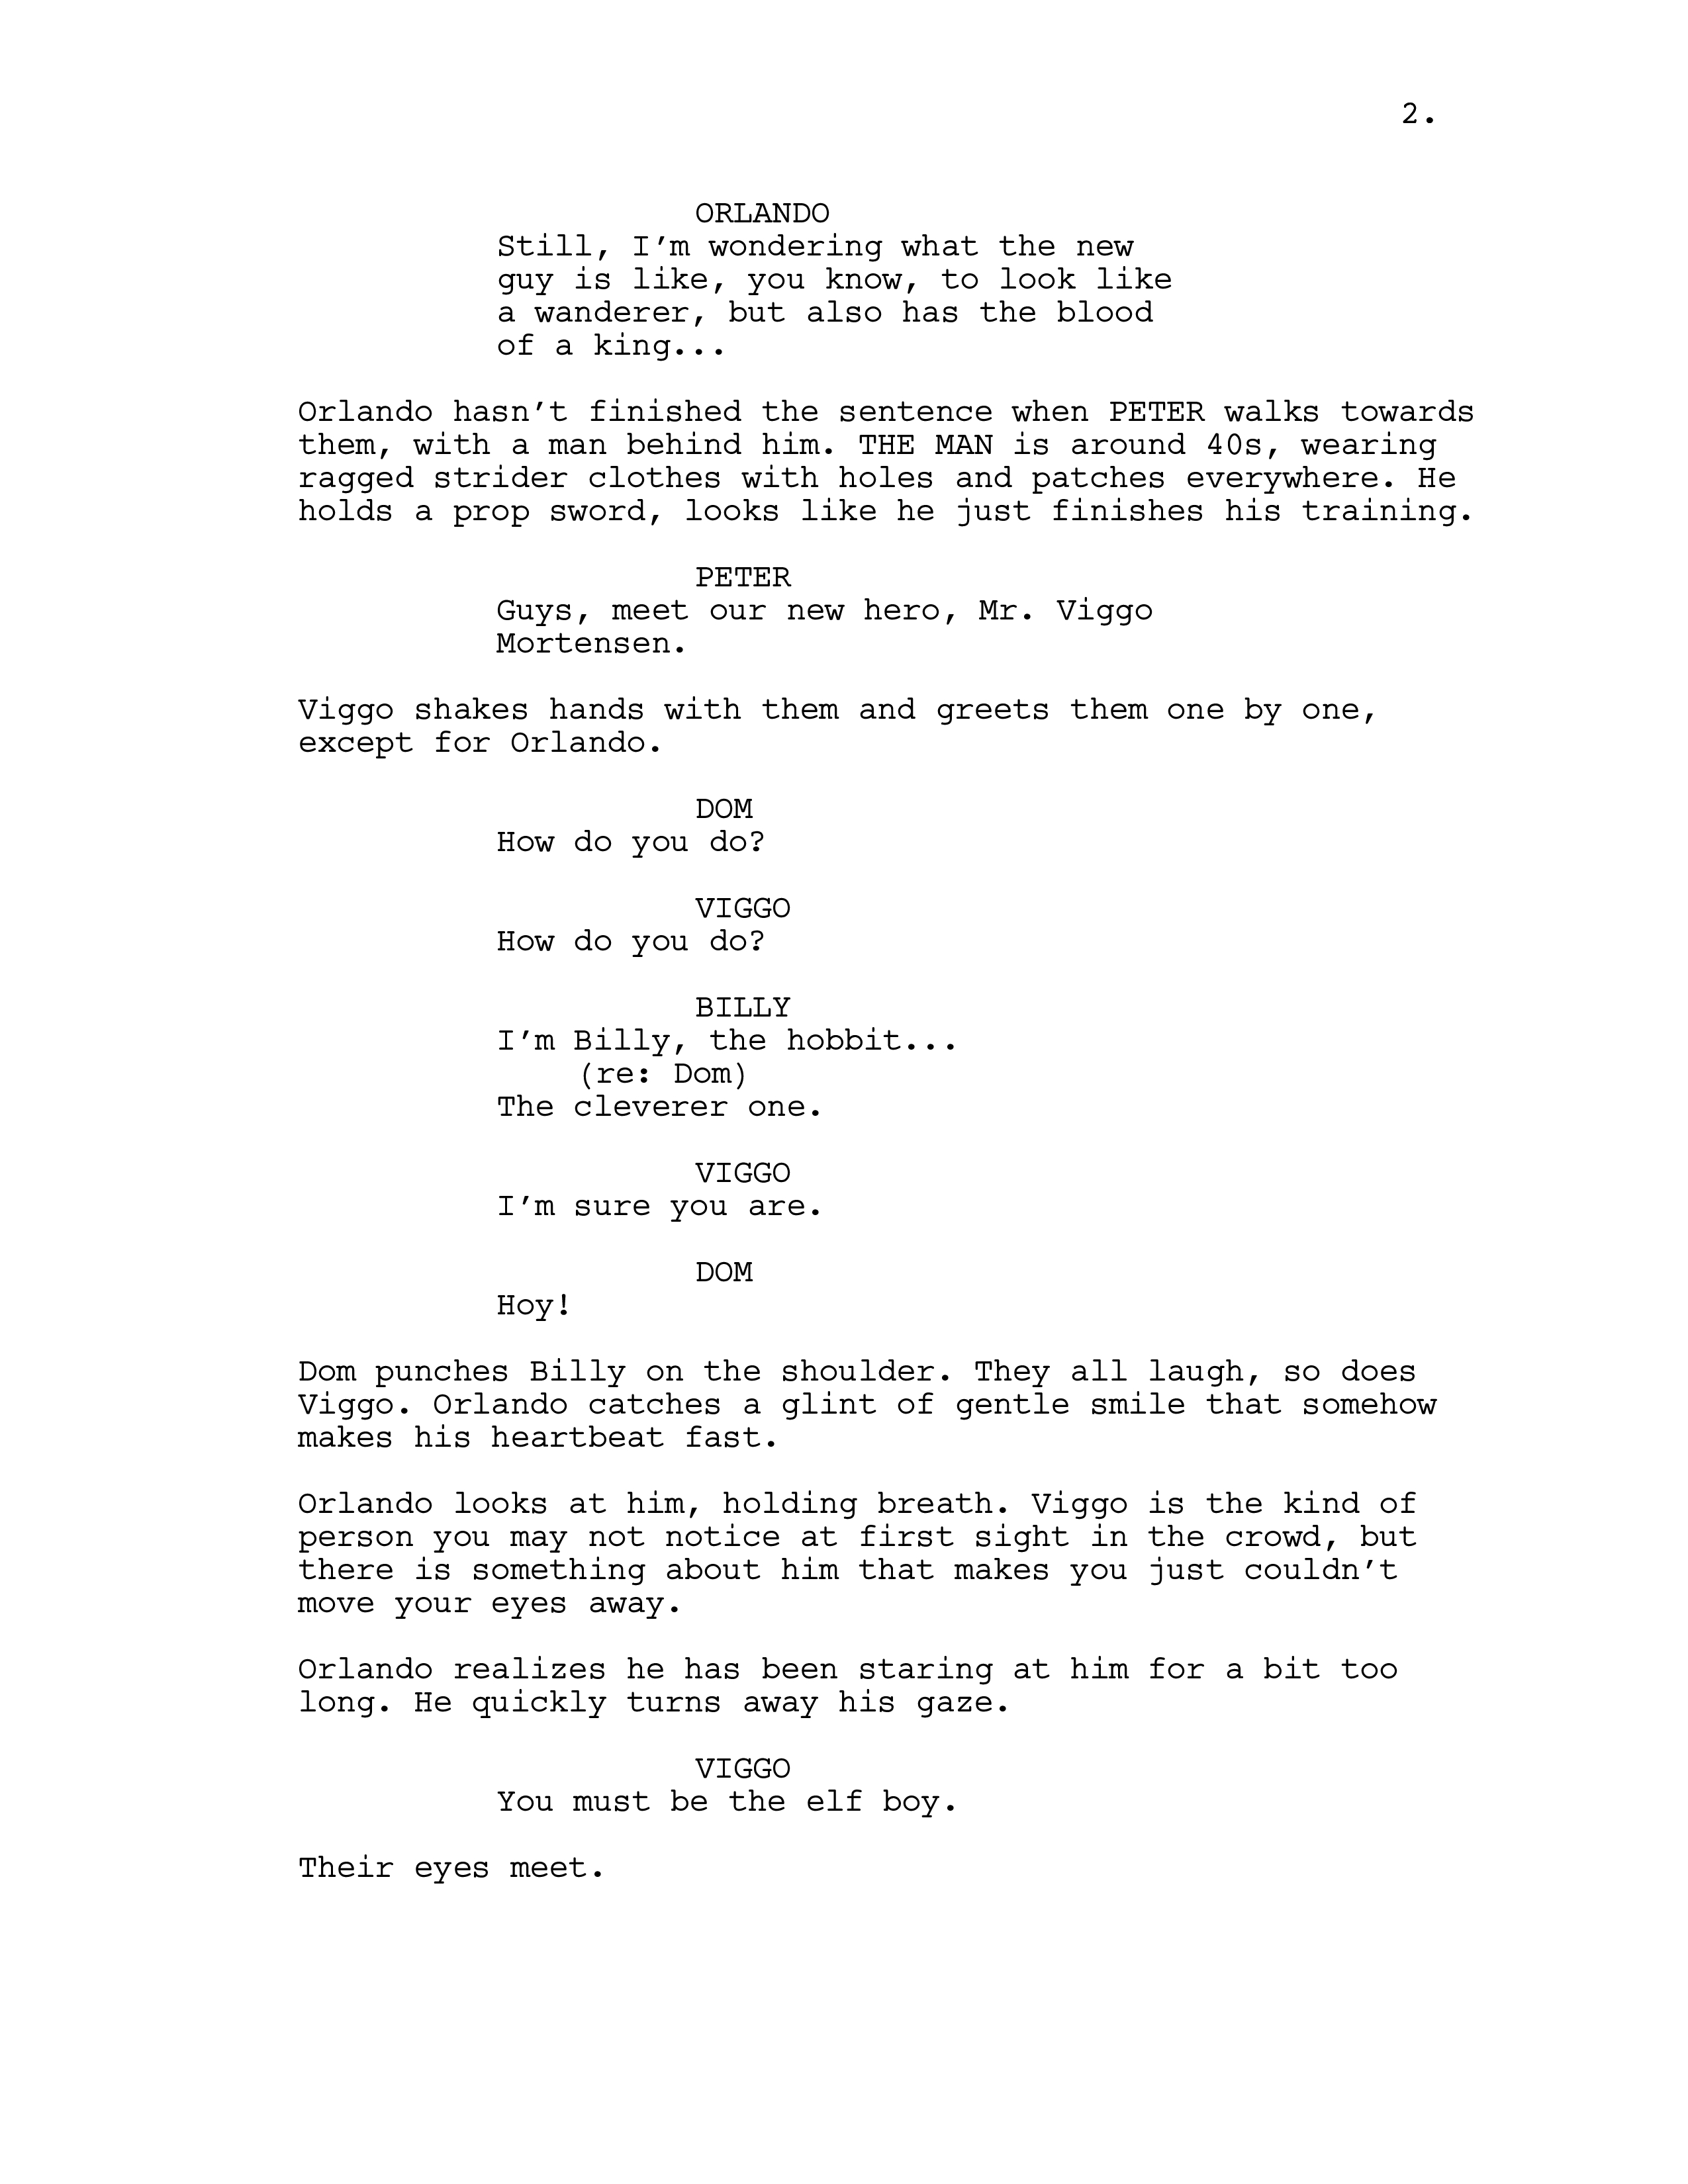 2.
ORLANDO
Still, I’m wondering what the new
guy is like, you know, to look like
a wanderer, but also has the blood
of a king...
Orlando hasn’t finished the sentence when PETER walks towards
them, with a man behind him. THE MAN is around 40s, wearing
ragged strider clothes with holes and patches everywhere. He
holds a prop sword, looks like he just finishes his training.
PETER
Guys, meet our new hero, Mr. Viggo
Mortensen.
Viggo shakes hands with them and greets them one by one,
except for Orlando.
DOM
How do you do?
VIGGO
How do you do?
BILLY
I’m Billy, the hobbit...
(re: Dom)
The cleverer one.
VIGGO
I’m sure you are.
DOM
Hoy!
Dom punches Billy on the shoulder. They all laugh, so does
Viggo. Orlando catches a glint of gentle smile that somehow
makes his heartbeat fast.
Orlando looks at him, holding breath. Viggo is the kind of
person you may not notice at first sight in the crowd, but
there is something about him that makes you just couldn’t
move your eyes away.
Orlando realizes he has been staring at him for a bit too
long. He quickly turns away his gaze.
VIGGO
You must be the elf boy.
Their eyes meet.